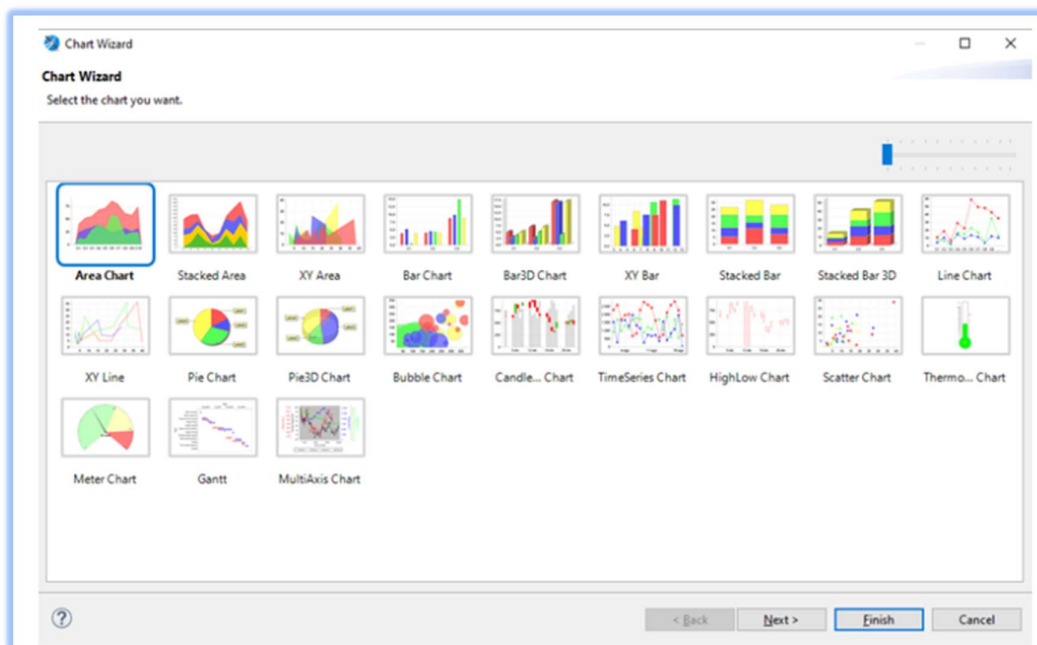 Chart Wizard
Chart Wizard
Select the chart you want.
Area Chart Stacked Area XY Area Bar Chart Bar3D Chart XY Bar Stacked Bar Stacked Bar 3D Line Chart
XY Line Pie Chart Pie3D Chart Bubble Chart Candle... Chart TimeSeries Chart HighLow Chart Scatter Chart Thermo... Chart
Meter Chart Gantt MultiAxis Chart
? < Back Next > Finish Cancel